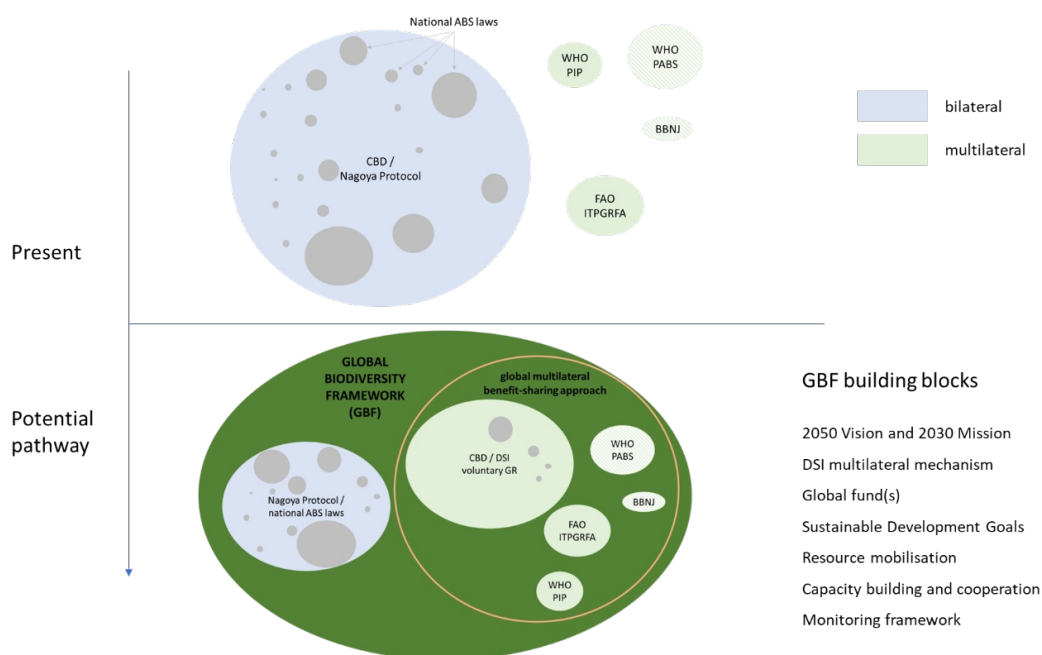 National ABS laws
WHO
PIP
WHO
PABS
BBNJ
CBD /
Nagoya Protocol
FAO
ITPGRFA
bilateral
multilateral
Present
Potential
pathway
GLOBAL
BIODIVERSITY
FRAMEWORK
(GBF)
global multilateral
benefit-sharing approach
CBD / DSI
voluntary GR
WHO
PABS
BBNJ
Nagoya Protocol /
national ABS laws
FAO
ITPGRFA
WHO
PIP
GBF building blocks
2050 Vision and 2030 Mission
DSI multilateral mechanism
Global fund(s)
Sustainable Development Goals
Resource mobilisation
Capacity building and cooperation
Monitoring framework